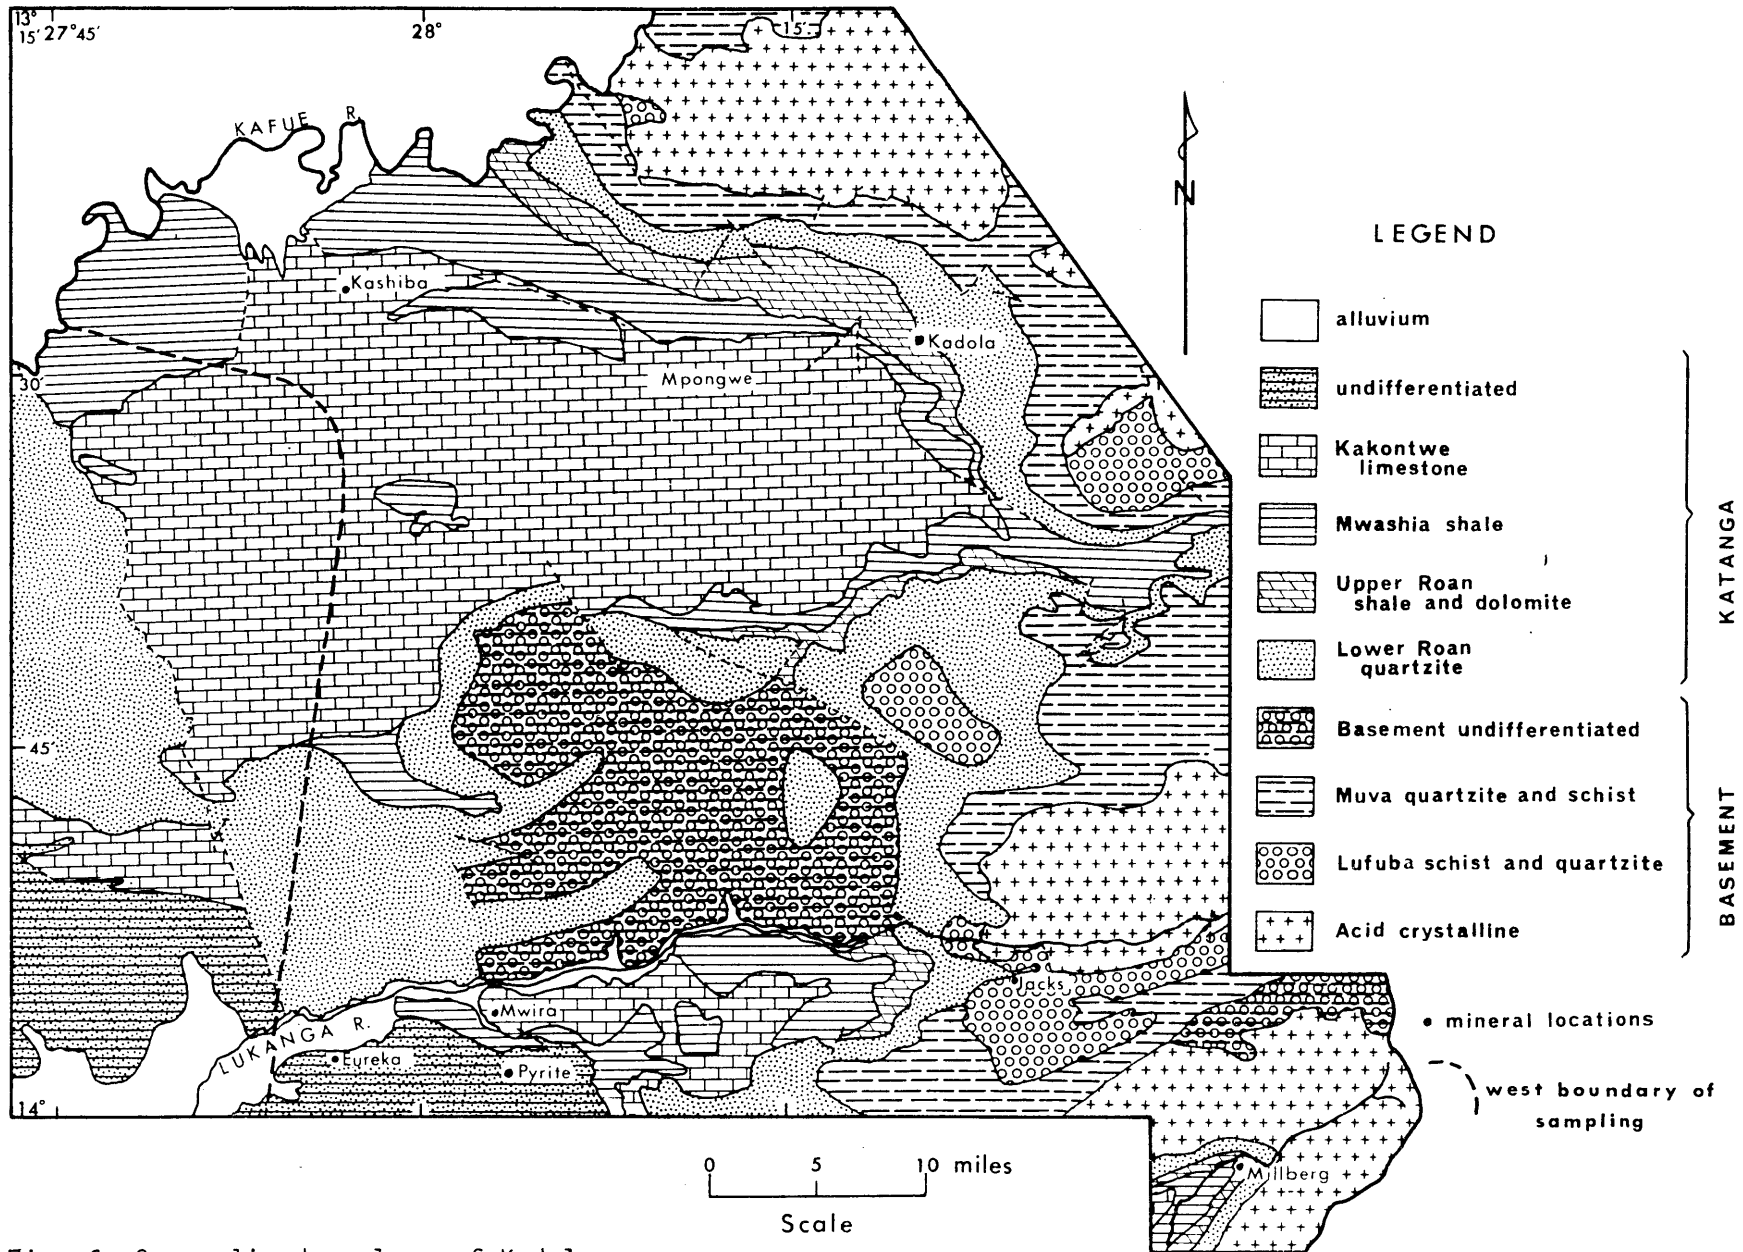 13°
15' 27°45'
28°
15'
KAFUE R.
N
Kashiba
Kadola
Mpongwe
30'
45'
Jacks
Mwira
LUKANGA R.
Eureka
Pyrite
14°
Millberg
0 5 10 miles
Scale
LEGEND
alluvium
undifferentiated
Kakontwe
limestone
Mwashia shale
Upper Roan
shale and dolomite
Lower Roan
quartzite
KATANGA
Basement undifferentiated
Muva quartzite and schist
Lufuba schist and quartzite
Acid crystalline
BASEMENT
mineral locations
west boundary of
sampling